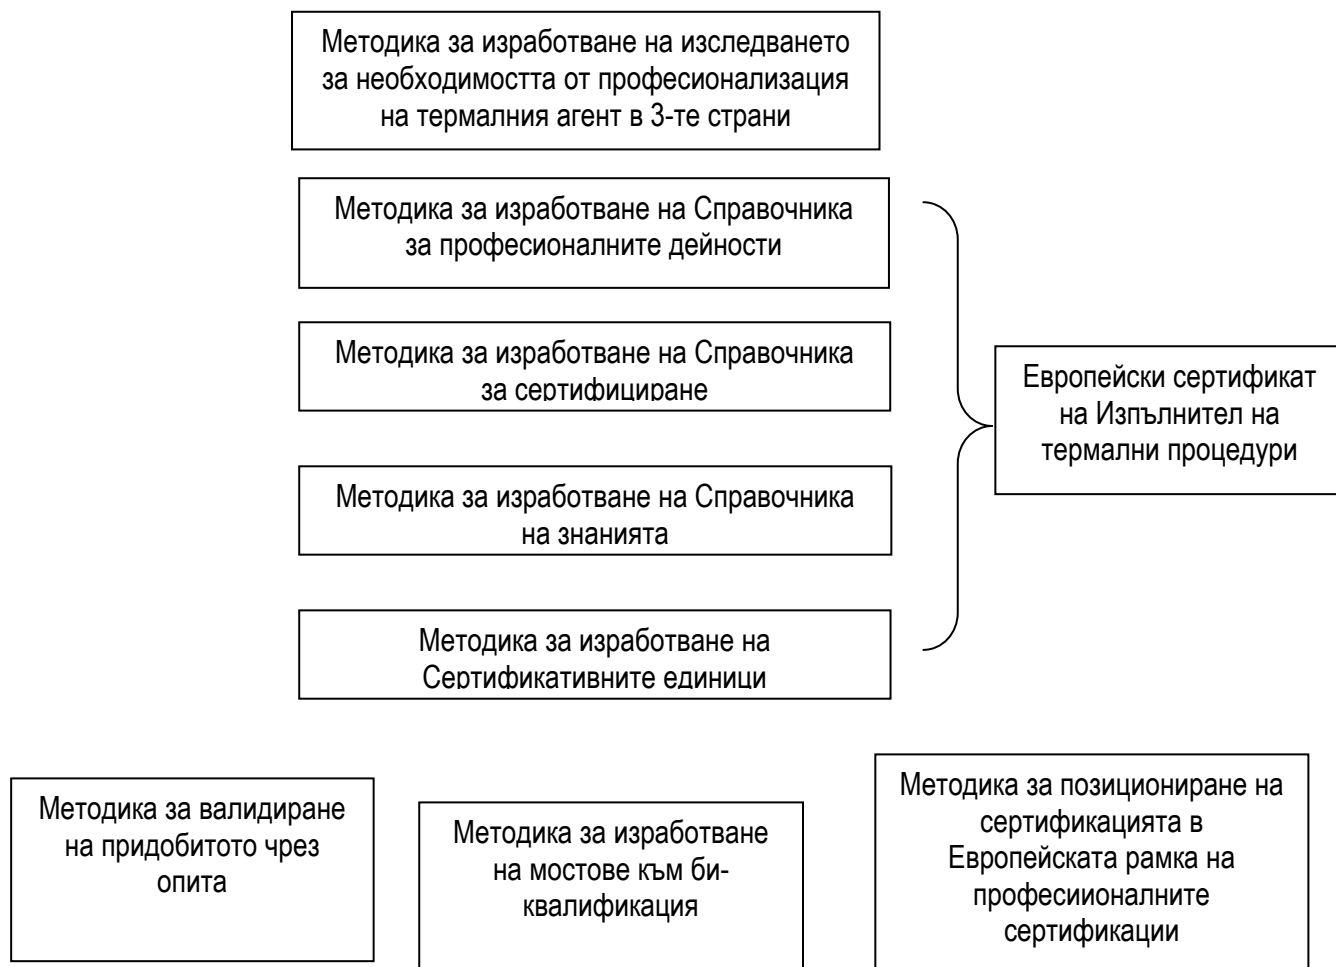 Методика за изработване на изследването
за необходимостта от професионализация
на термалния агент в 3-те страни
Методика за изработване на Справочника
за професионалните дейности
Методика за изработване на Справочника
за сертифициране
Методика за изработване на Справочника
на знанията
Методика за изработване на
Сертификативните единици
Европейски сертификат
на Изпълнител на
термални процедури
Методика за валидиране
на придобитото чрез
опита
Методика за изработване
на мостове към би-
квалификация
Методика за позициониране на
сертификацията в
Европейската рамка на
професиионалните
сертификации